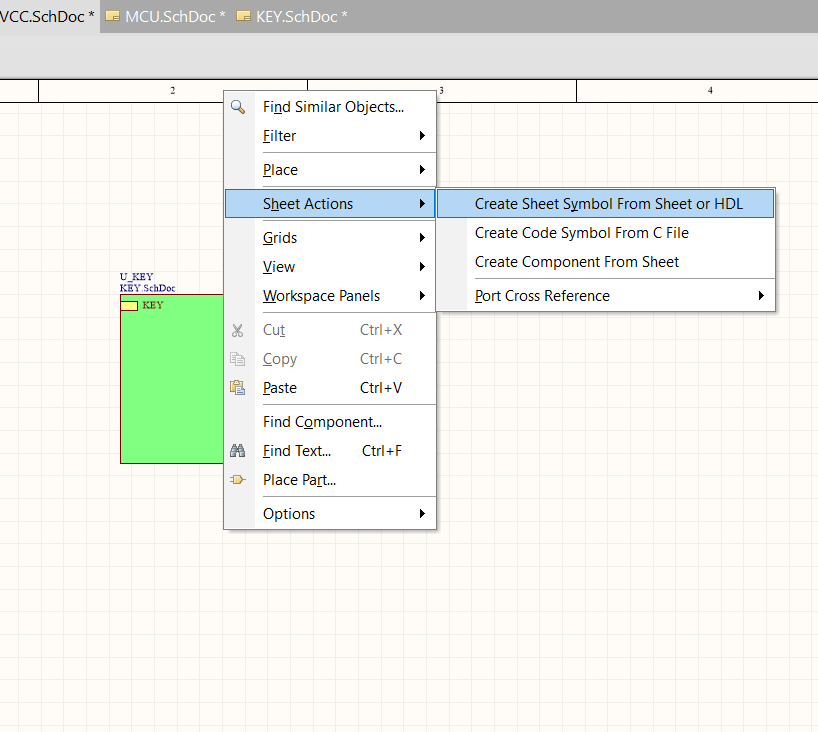 VCC.SchDoc * MCU.SchDoc * KEY.SchDoc *
2 3 4
Find Similar Objects...
Filter
Place
Sheet Actions
Create Sheet Symbol From Sheet or HDL
Grids
Create Code Symbol From C File
View
Create Component From Sheet
Workspace Panels
Port Cross Reference
U_KEY
KEY.SchDoc
KEY
Cut Ctrl+X
Copy Ctrl+C
Paste Ctrl+V
Find Component...
Find Text... Ctrl+F
Place Part...
Options